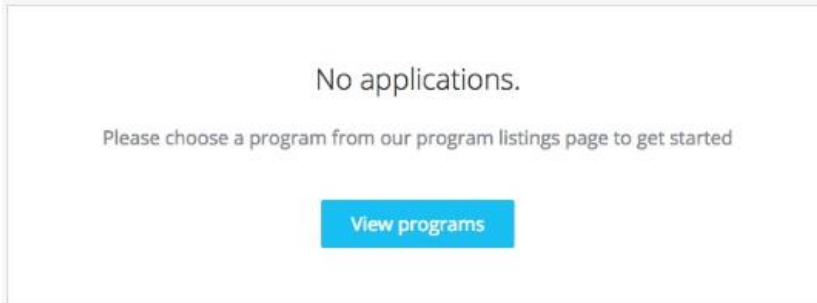 No applications.
Please choose a program from our program listings page to get started
View programs